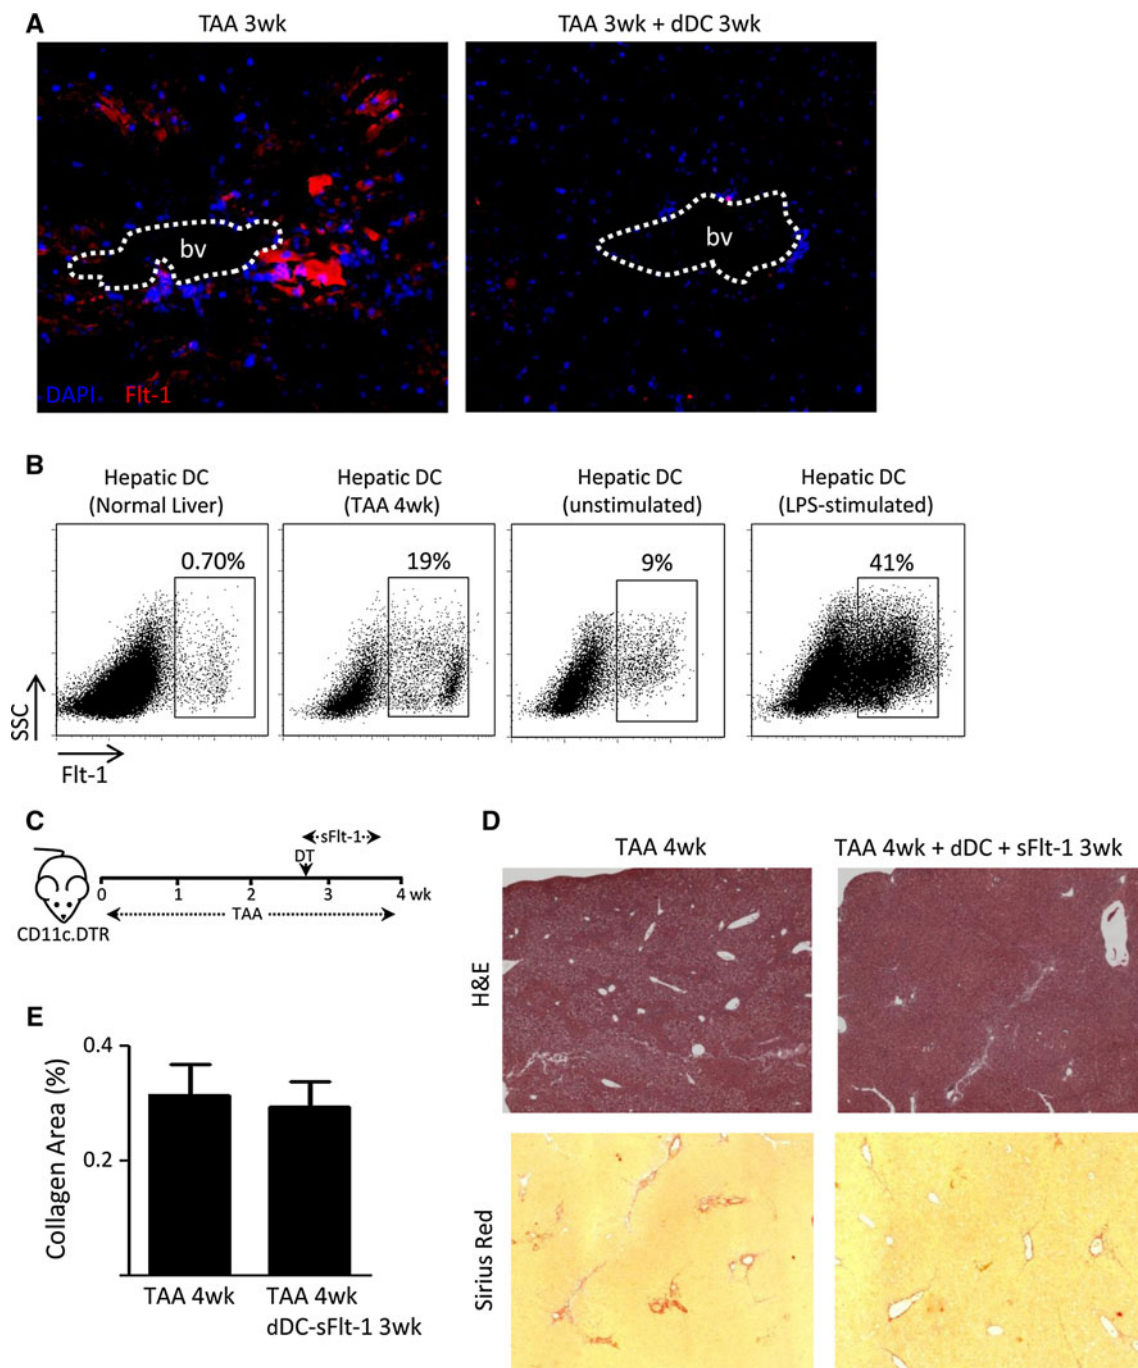 A
TAA 3wk
TAA 3wk + dDC 3wk
bv
bv
DAPI Flt-1
B
Hepatic DC
(Normal Liver)
Hepatic DC
(TAA 4wk)
Hepatic DC
(unstimulated)
Hepatic DC
(LPS-stimulated)
0.70%
19%
9%
41%
SSC
Flt-1
C
sFlt-1
DT
0 1 2 3 4 wk
TAA
CD11c.DTR
D
TAA 4wk
TAA 4wk + dDC + sFlt-1 3wk
H&E
Sirius Red
E
Collagen Area (%)
0.4
0.2
TAA 4wk
TAA 4wk
dDC-sFlt-1 3wk